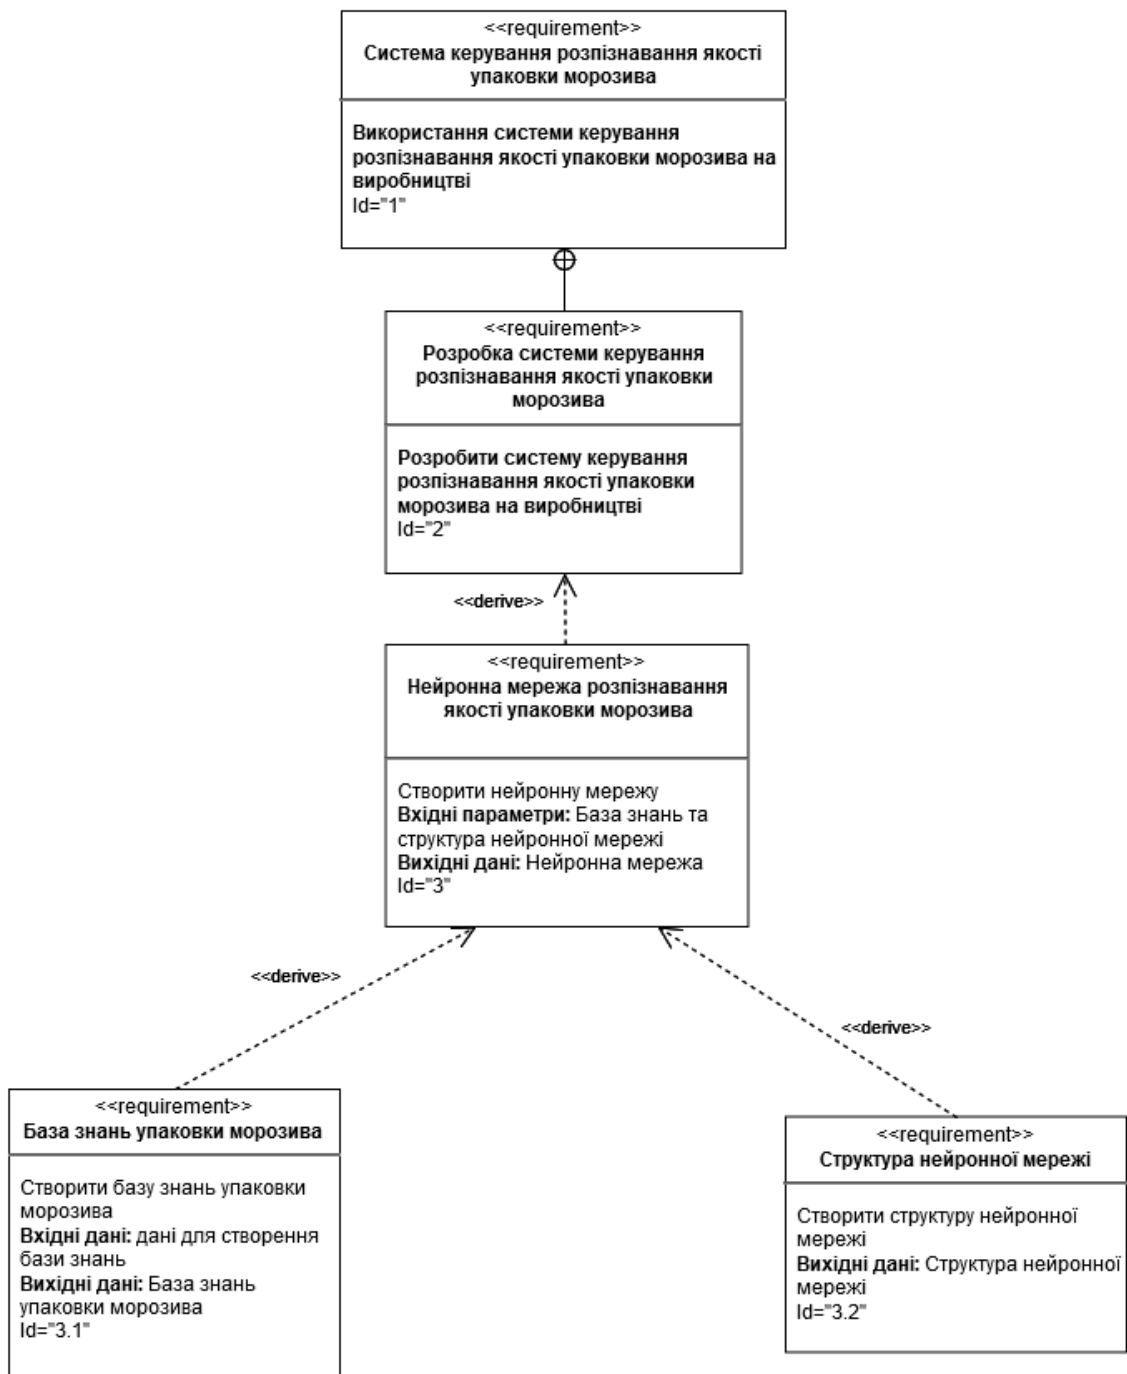 <<requirement>>
Система керування розпізнавання якості
упаковки морозива
Використання системи керування
розпізнавання якості упаковки морозива на
виробництві
Id="1"
<<requirement>>
Розробка системи керування
розпізнавання якості упаковки
морозива
Розробити систему керування
розпізнавання якості упаковки
морозива на виробництві
Id="2"
<<derive>>
<<requirement>>
Нейронна мережа розпізнавання
якості упаковки морозива
Створити нейронну мережу
Вхідні параметри: База знань та
структура нейронної мережі
Вихідні дані: Нейронна мережа
Id="3"
<<derive>>
<<derive>>
<<requirement>>
База знань упаковки морозива
Створити базу знань упаковки
морозива
Вхідні дані: дані для створення
бази знань
Вихідні дані: База знань
упаковки морозива
Id="3.1"
<<requirement>>
Структура нейронної мережі
Створити структуру нейронної
мережі
Вихідні дані: Структура нейронної
мережі
Id="3.2"